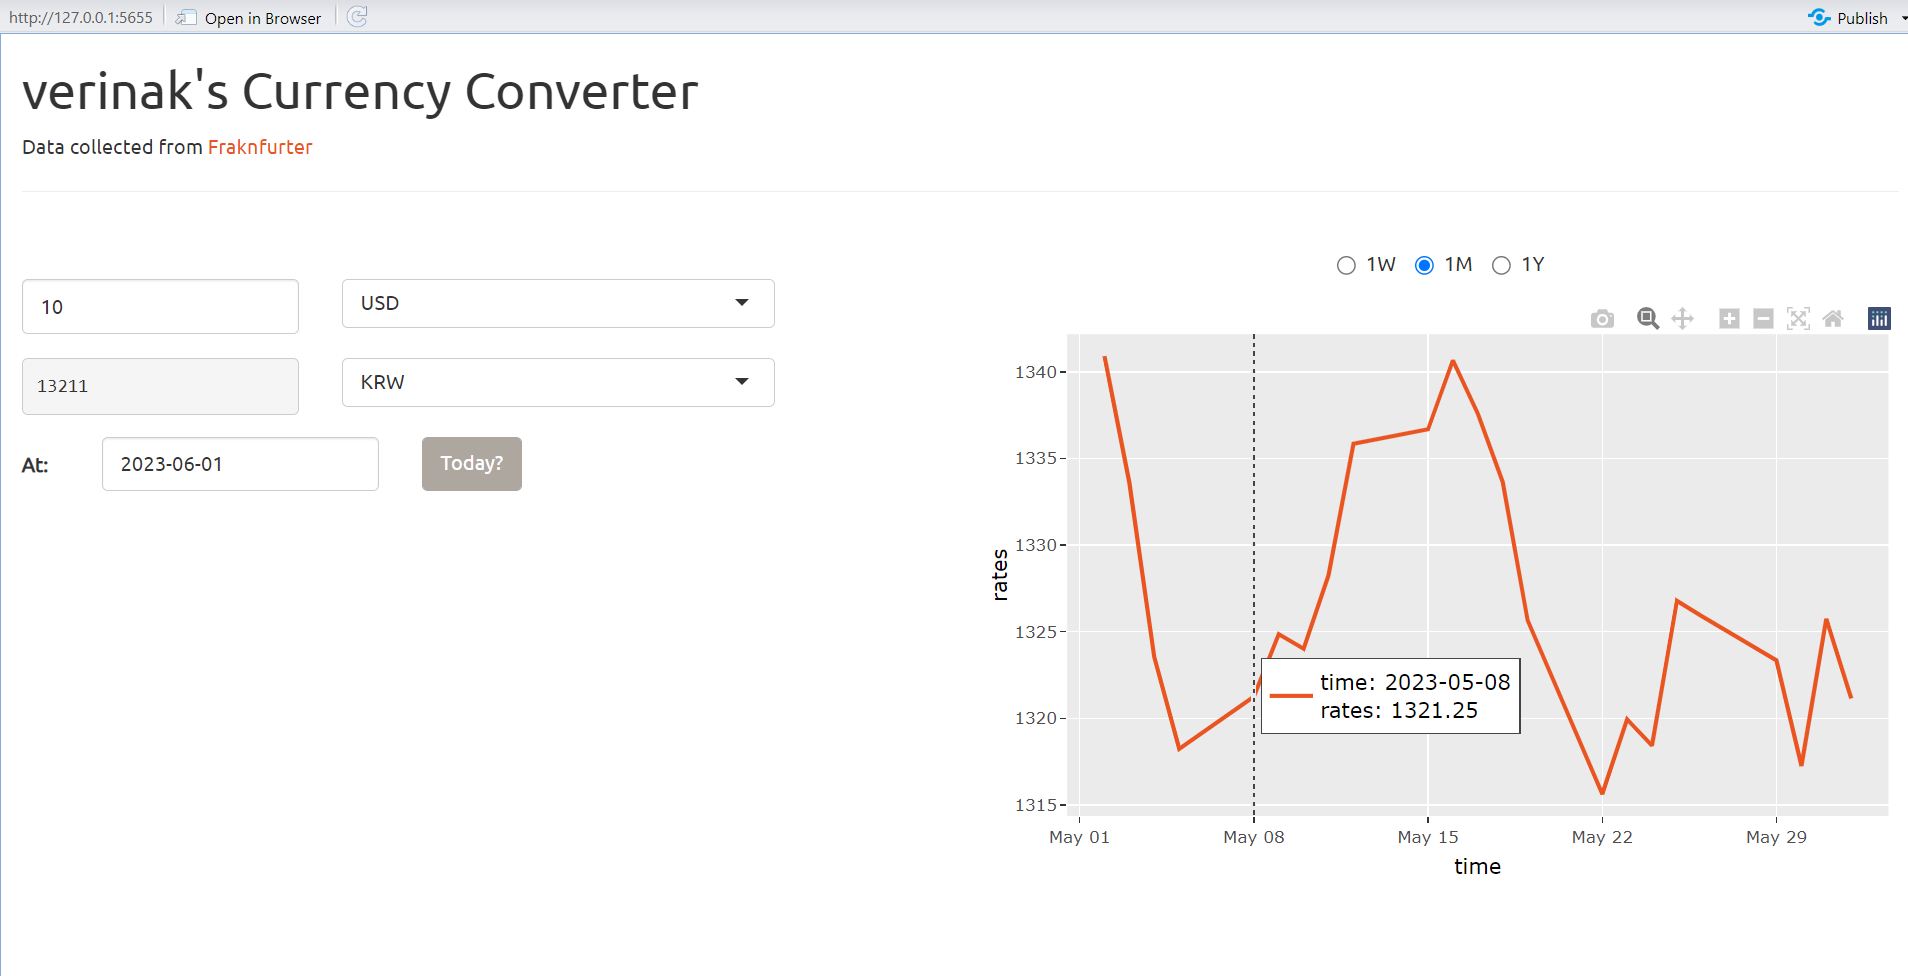 http://127.0.0.1:5655 Open in Browser Publish
verinak's Currency Converter
Data collected from Fraknfurter
10 USD
13211 KRW
At: 2023-06-01 Today?
1W 1M 1Y
1340
1335
1330
1325
1320
1315
rates
time: 2023-05-08
rates: 1321.25
May 01 May 08 May 15 May 22 May 29
time